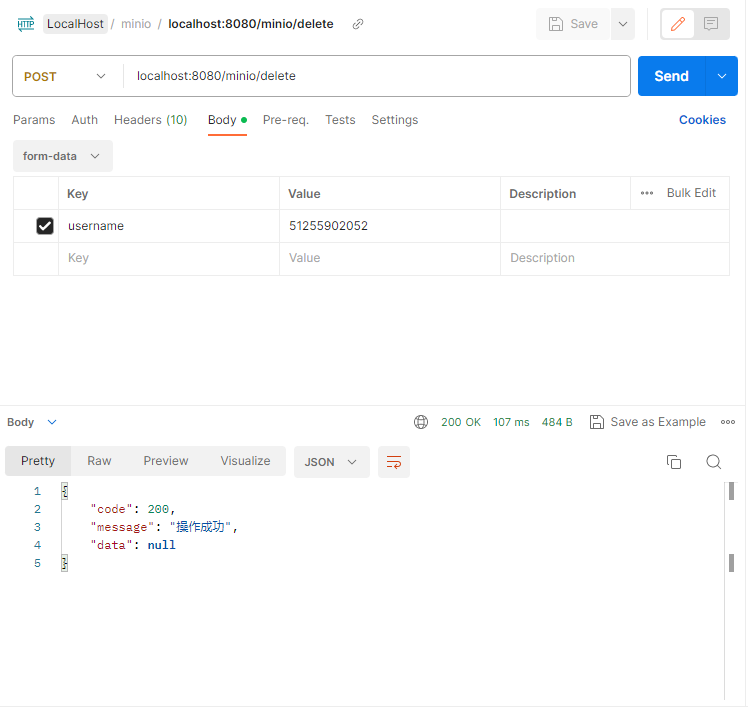 HTTP LocalHost / minio / localhost:8080/minio/delete Save
POST localhost:8080/minio/delete Send
Params Auth Headers (10) Body Pre-req. Tests Settings Cookies
form-data
Key Value Description Bulk Edit
username 51255902052
Key Value Description
Body 200 OK 107 ms 484 B Save as Example
Pretty Raw Preview Visualize JSON
1 {
2 "code": 200,
3 "message": "操作成功",
4 "data": null
5 }